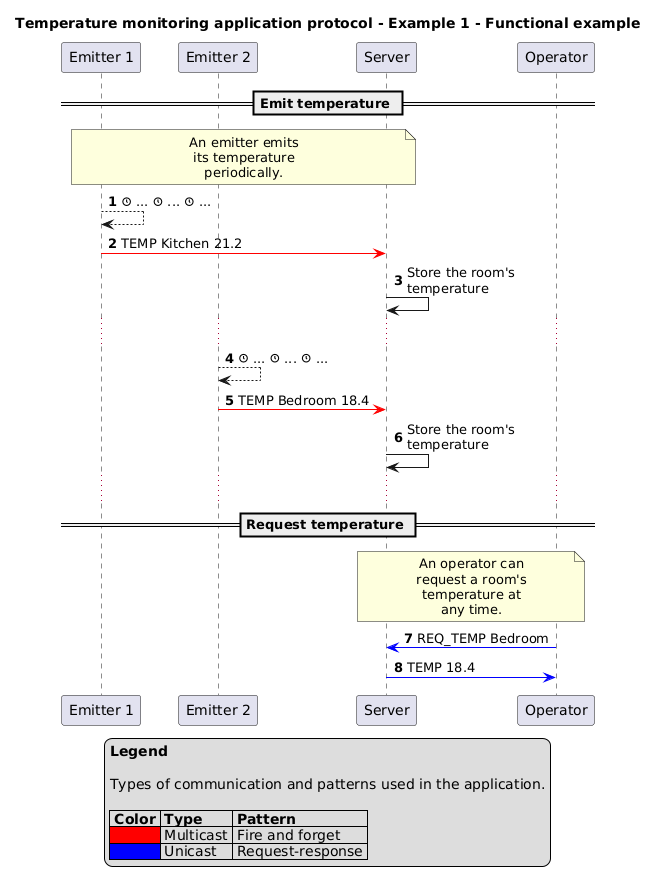 Temperature monitoring application protocol - Example 1 - Functional example
Emitter 1 Emitter 2 Server Operator
Emit temperature
An emitter emits
its temperature
periodically.
1 🕑 ... 🕑 ... 🕑 ...
2 TEMP Kitchen 21.2
3 Store the room's
temperature
4 🕑 ... 🕑 ... 🕑 ...
5 TEMP Bedroom 18.4
6 Store the room's
temperature
Request temperature
An operator can
request a room's
temperature at
any time.
7 REQ_TEMP Bedroom
8 TEMP 18.4
Emitter 1 Emitter 2 Server Operator
Legend
Types of communication and patterns used in the application.
Color Type Pattern
Multicast Fire and forget
Unicast Request-response